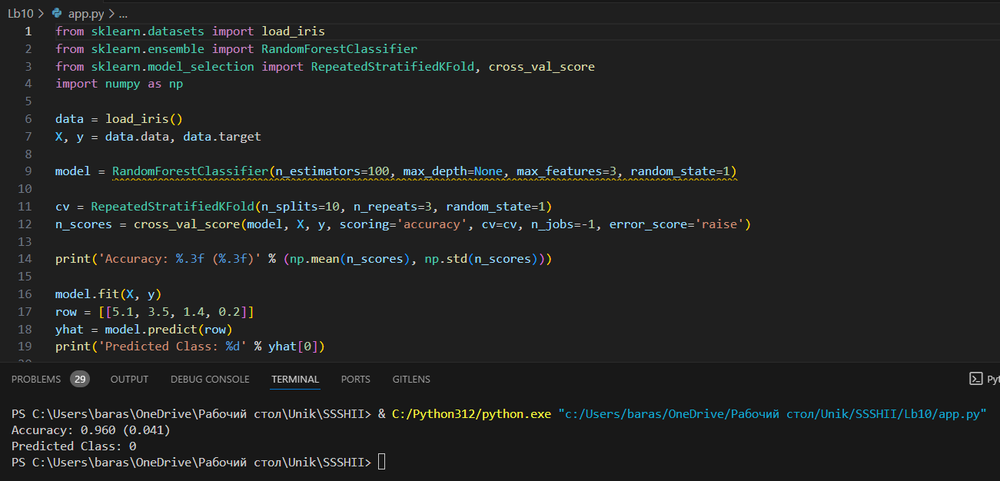 Lb10 > app.py > ...
1 from sklearn.datasets import load_iris
2 from sklearn.ensemble import RandomForestClassifier
3 from sklearn.model_selection import RepeatedStratifiedKFold, cross_val_score
4 import numpy as np
5
6 data = load_iris()
7 X, y = data.data, data.target
8
9 model = RandomForestClassifier(n_estimators=100, max_depth=None, max_features=3, random_state=1)
10
11 cv = RepeatedStratifiedKFold(n_splits=10, n_repeats=3, random_state=1)
12 n_scores = cross_val_score(model, X, y, scoring='accuracy', cv=cv, n_jobs=-1, error_score='raise')
13
14 print('Accuracy: %.3f (%.3f)' % (np.mean(n_scores), np.std(n_scores)))
15
16 model.fit(X, y)
17 row = [[5.1, 3.5, 1.4, 0.2]]
18 yhat = model.predict(row)
19 print('Predicted Class: %d' % yhat[0])
PROBLEMS 29 OUTPUT DEBUG CONSOLE TERMINAL PORTS GITLENS
PS C:\Users\baras\OneDrive\Рабочий стол\Unik\SSSHII> & C:/Python312/python.exe "c:/Users/baras/OneDrive/Рабочий стол/Unik/SSSHII/Lb10/app.py"
Accuracy: 0.960 (0.041)
Predicted Class: 0
PS C:\Users\baras\OneDrive\Рабочий стол\Unik\SSSHII>